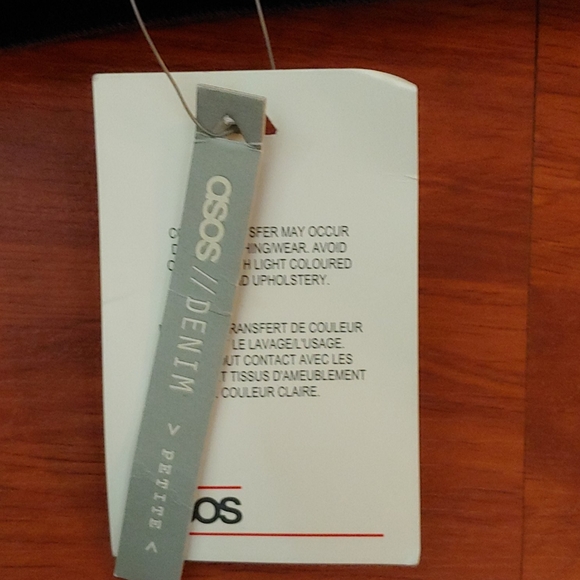 asos // DENIM > PETITE <
SFER MAY OCCUR
HING/WEAR. AVOID
H LIGHT COLOURED
D UPHOLSTERY.
RANSFERT DE COULEUR
LE LAVAGE/L'USAGE.
OUT CONTACT AVEC LES
T TISSUS D'AMEUBLEMENT
COULEUR CLAIRE.
OS